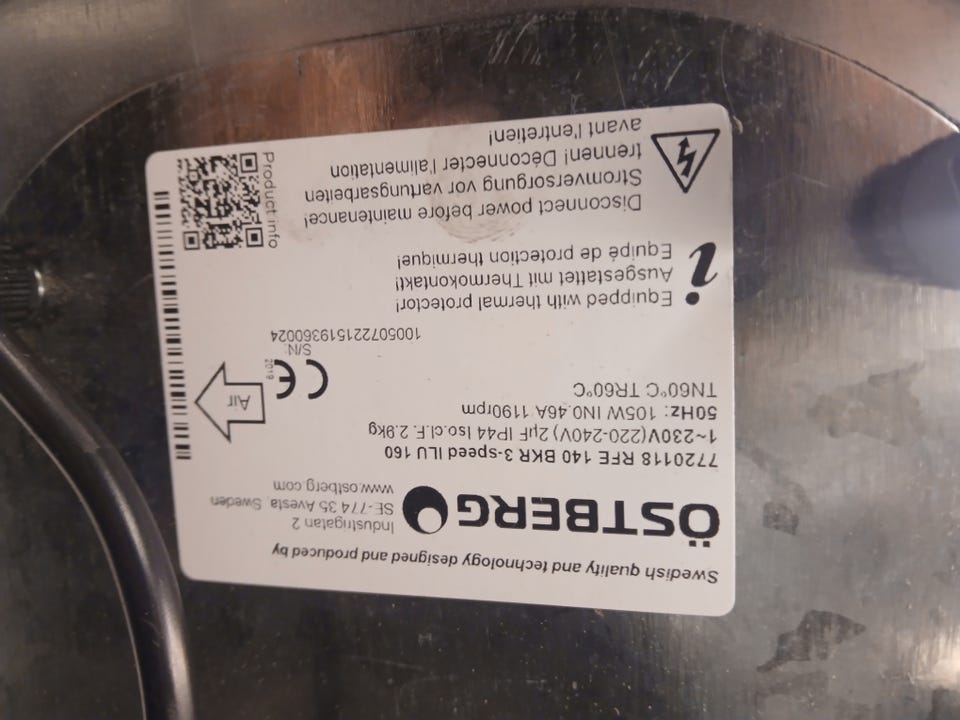 Swedish quality and technology designed and produced by
ÖSTBERG
Industrigatan 2
SE-774 35 Avesta, Sweden
www.ostberg.com
7720118 RFE 140 BKR 3-speed ILU 160
1~230V(220-240V) 2µF IP44 Iso.cl.F. 2.9kg
50Hz: 105W IN0.46A 1190rpm
TN60°C TR60°C
Air
CE
2019
S/N:
100507221519360024
i
Equipped with thermal protector!
Ausgestattet mit Thermokontakt!
Equipé de protection thermique!
Disconnect power before maintenance!
Stromversorgung vor vartungsarbeiten
trennen! Déconnecter l'alimentation
avant l'entretien!
Product info